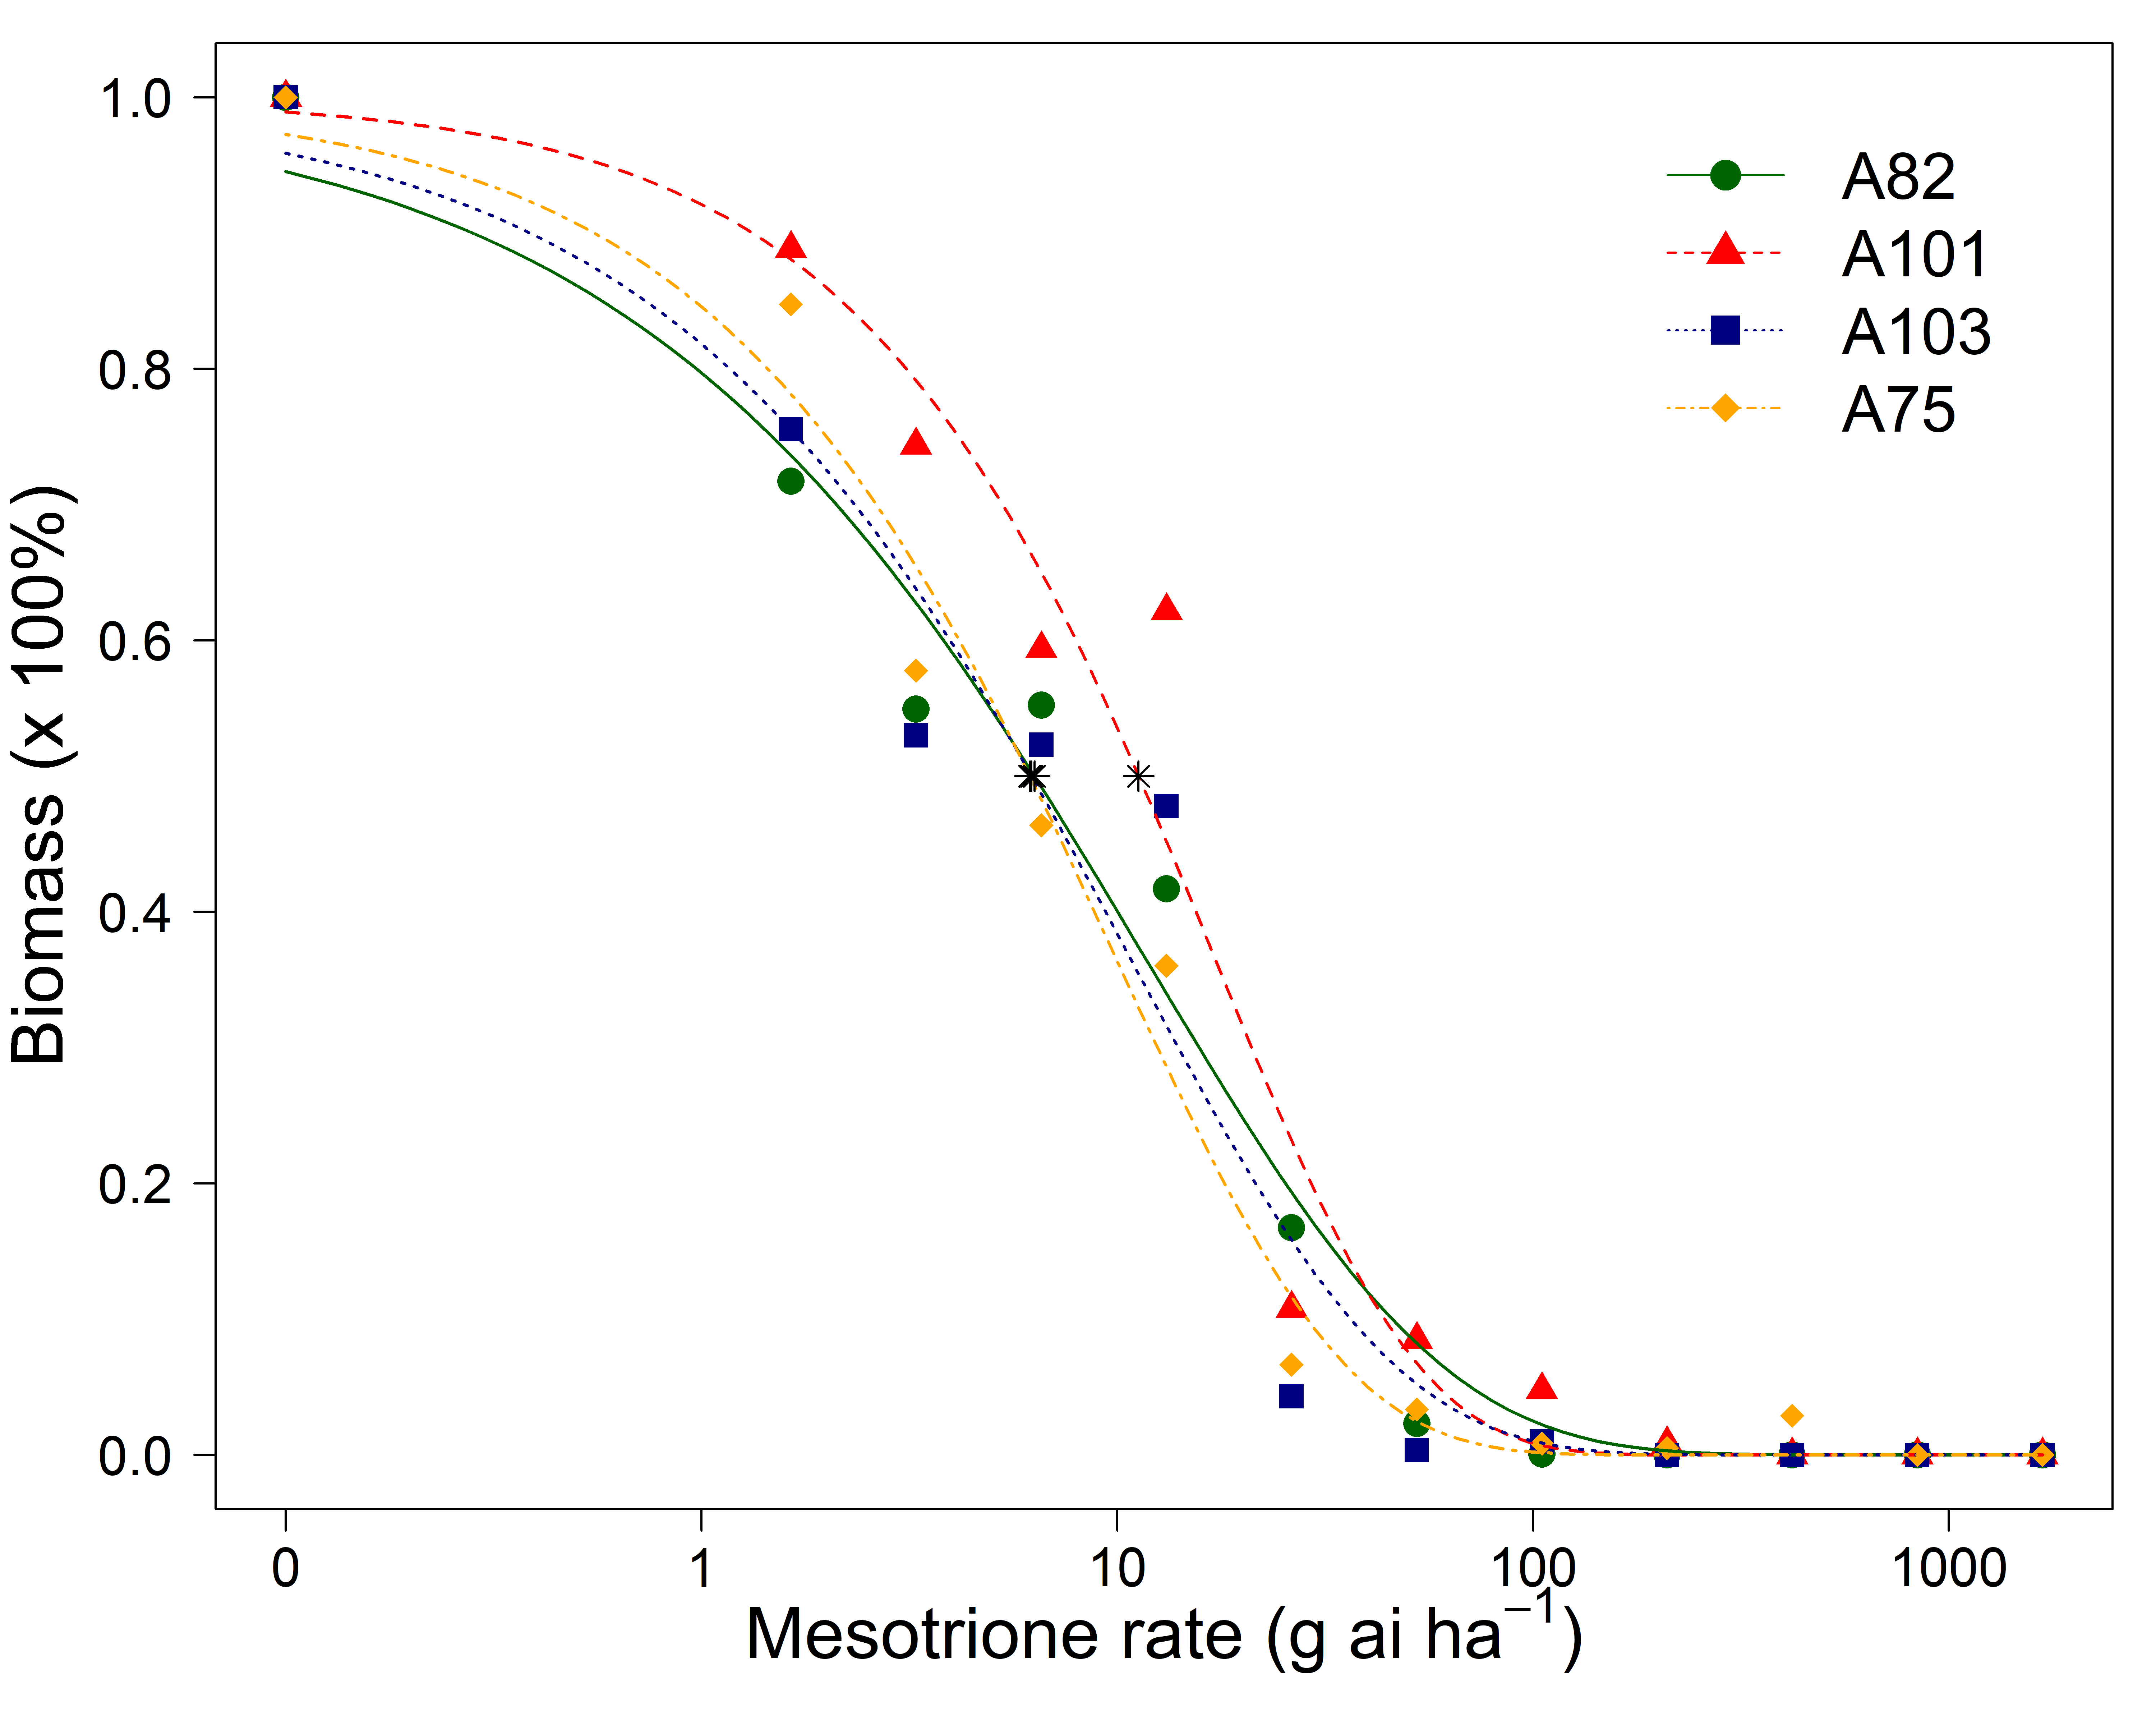 Biomass (x 100%)
1.0
0.8
0.6
0.4
0.2
0.0
A82
A101
A103
A75
0 1 10 100 1000
Mesotrione rate (g ai ha⁻¹)